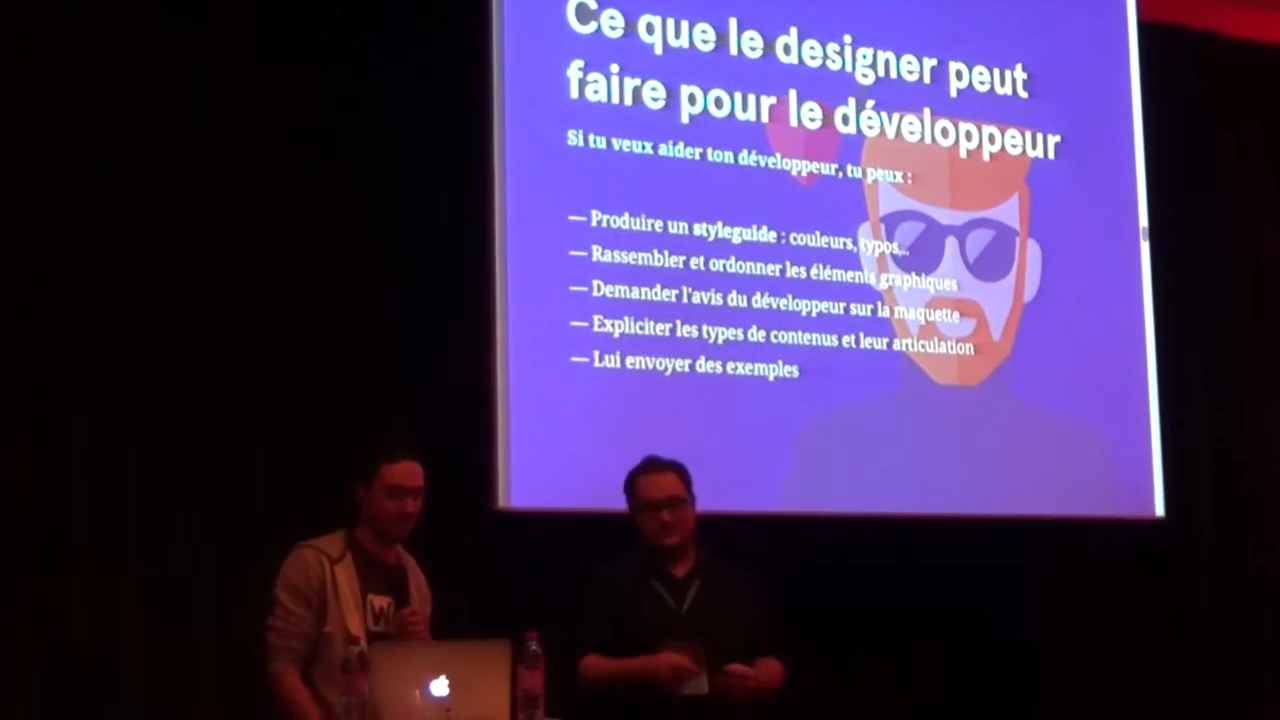 Ce que le designer peut
faire pour le développeur
Si tu veux aider ton développeur, tu peux :
— Produire un styleguide : couleurs, typos...
— Rassembler et ordonner les éléments graphiques
— Demander l'avis du développeur sur la maquette
— Expliciter les types de contenus et leur articulation
— Lui envoyer des exemples
W